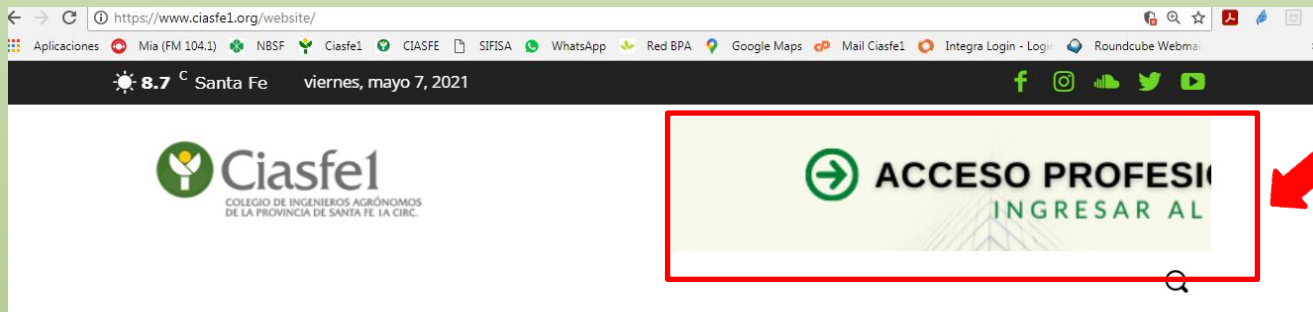 https://www.ciasfe1.org/website/
Aplicaciones Mia (FM 104.1) NBSF Ciasfe1 CIASFE SIFISA WhatsApp Red BPA Google Maps Mail Ciasfe1 Integra Login - Login Roundcube Webmai
8.7 C Santa Fe viernes, mayo 7, 2021
Ciasfe1
COLEGIO DE INGENIEROS AGRÓNOMOS
DE LA PROVINCIA DE SANTA FE 1A CIRC.
ACCESO PROFESI
INGRESAR AL